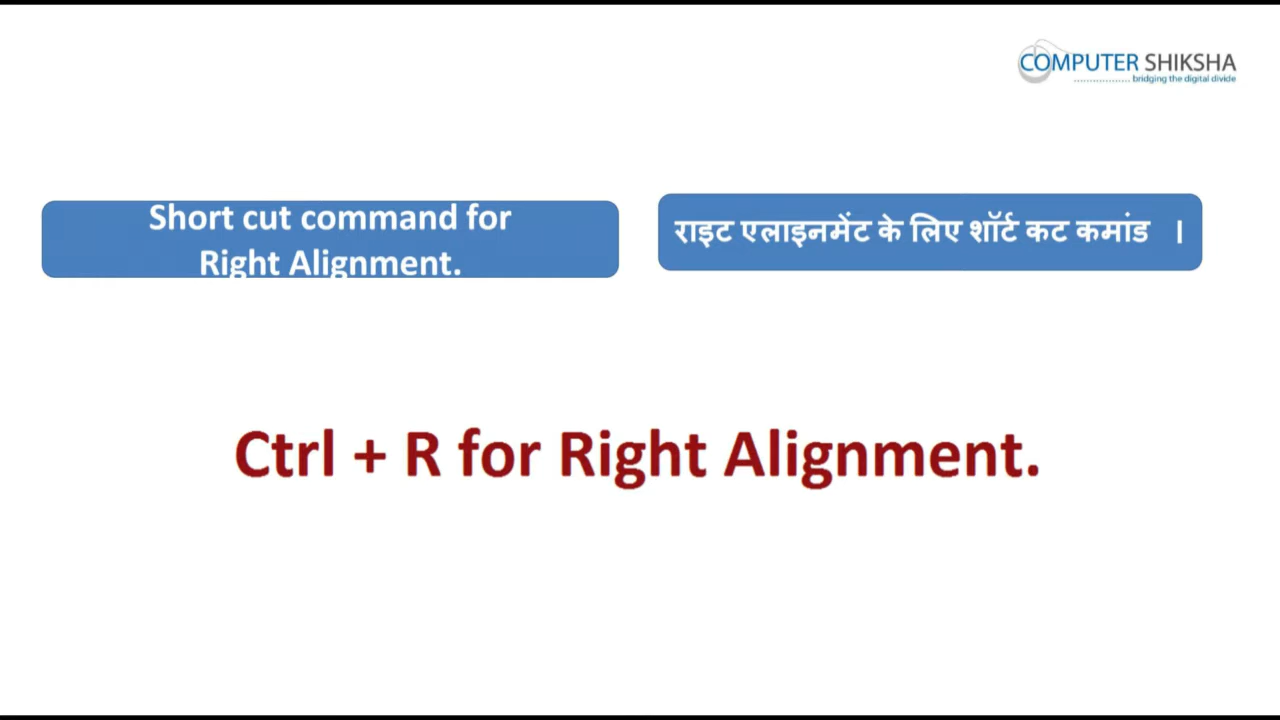 COMPUTER SHIKSHA
.................. bridging the digital divide
Short cut command for
Right Alignment.
राइट एलाइनमेंट के लिए शॉर्ट कट कमांड ।
Ctrl + R for Right Alignment.